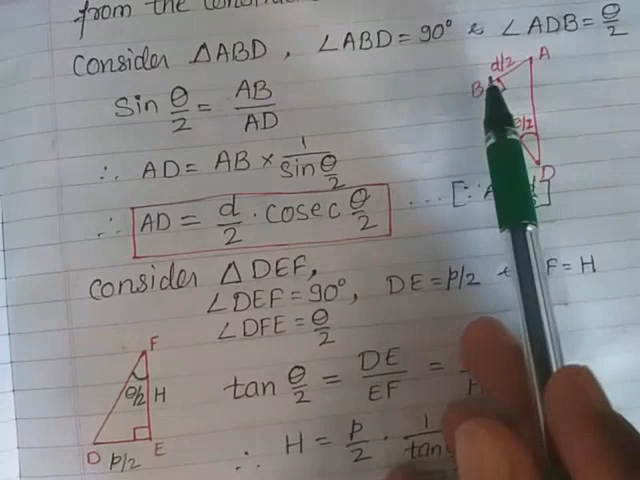 from the
Consider ΔABD, ∠ABD = 90° & ∠ADB = θ/2
Sin θ/2 = AB/AD
d/2 A
B
θ/2
D
∴ AD = AB × 1/sin θ/2
∴ AD = d/2 · cosec θ/2 ... [∵ A ]
Consider ΔDEF,
∠DEF = 90°, DE = P/2 & F = H
∠DFE = θ/2
F
θ/2 H
D P/2 E
tan θ/2 = DE/EF =
∴ H = P/2 · 1/tan